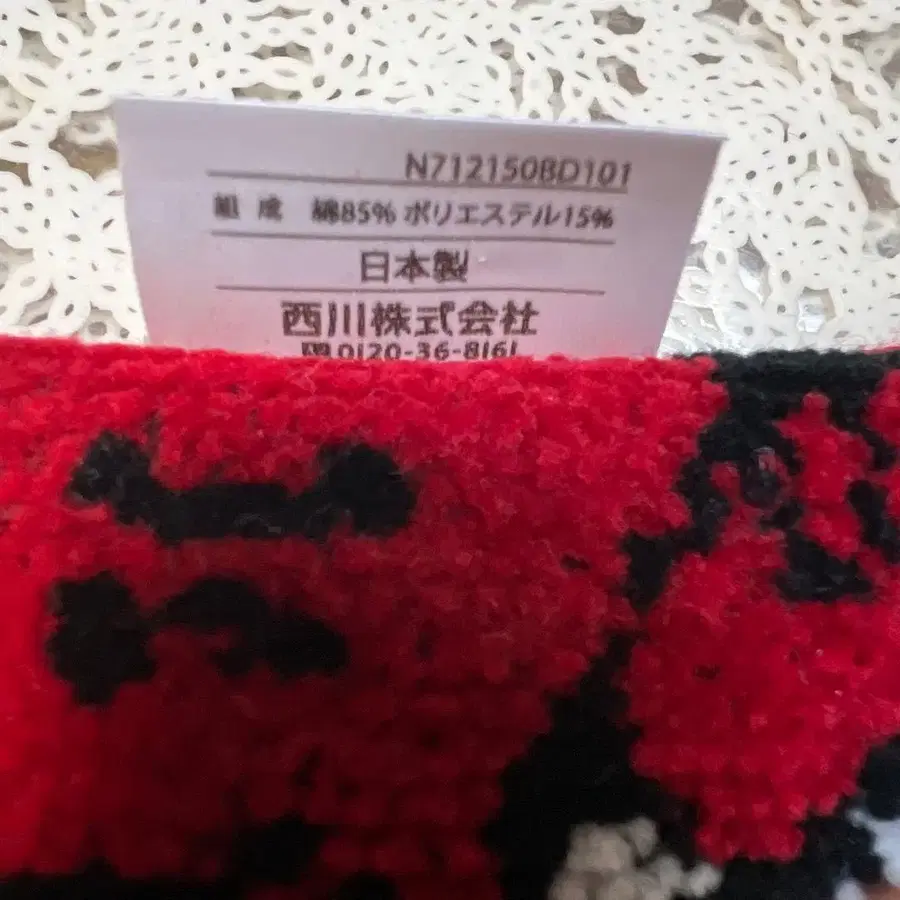 N712150BD101
組 成 綿85% ポリエステル15%
日本製
西川株式会社
0120-36-8161